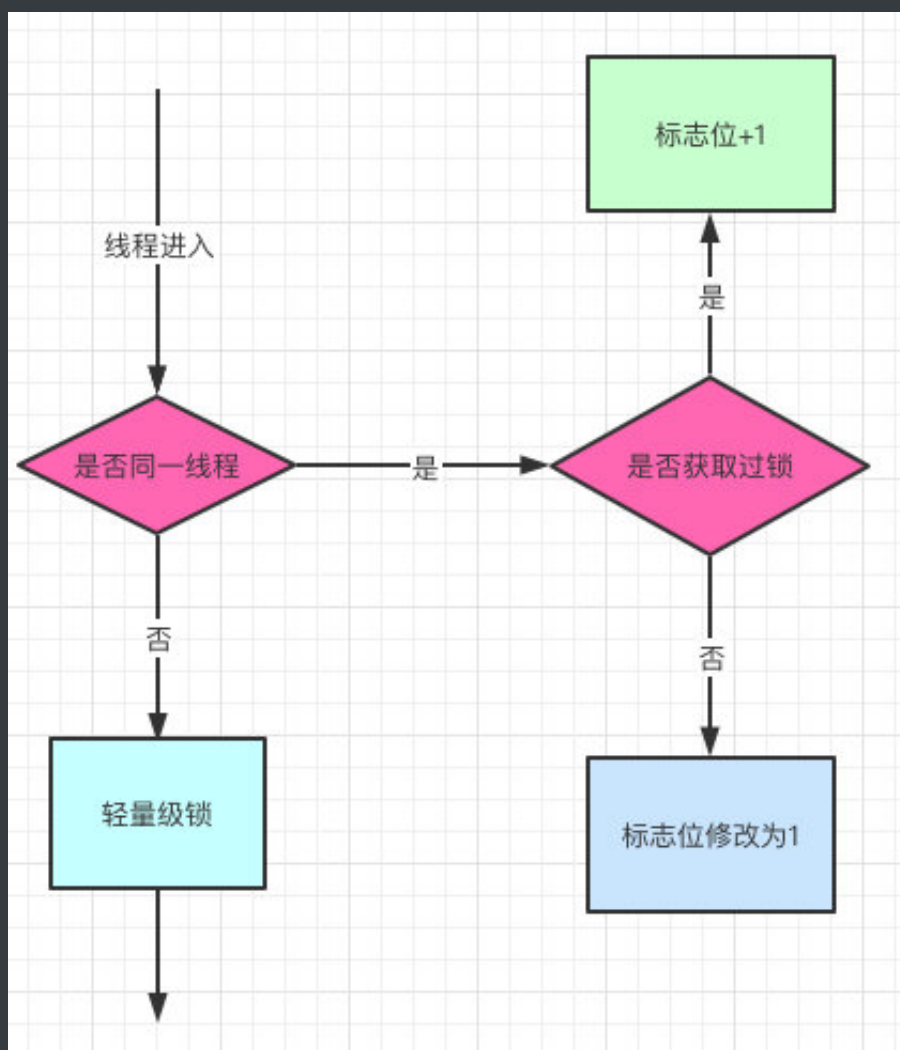 标志位+1
线程进入
是
是否同一线程
是
是否获取过锁
否
否
轻量级锁
标志位修改为1